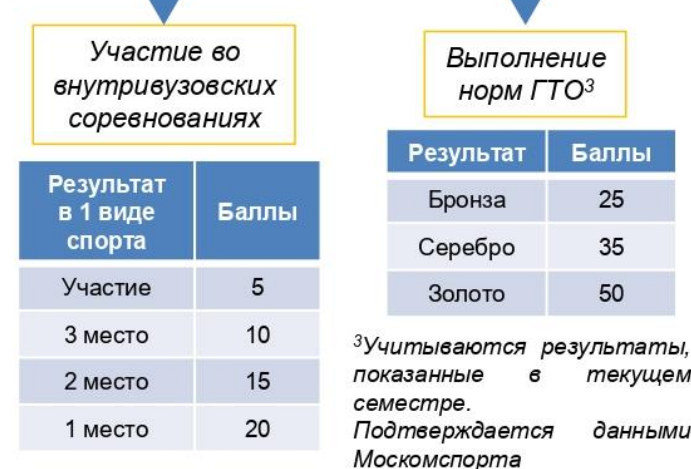 Участие во
внутривузовских
соревнованиях
Результат
в 1 виде
спорта
Баллы
Участие 5
3 место 10
2 место 15
1 место 20
Выполнение
норм ГТО³
Результат Баллы
Бронза 25
Серебро 35
Золото 50
³Учитываются результаты,
показанные в текущем
семестре.
Подтверждается данными
Москомспорта